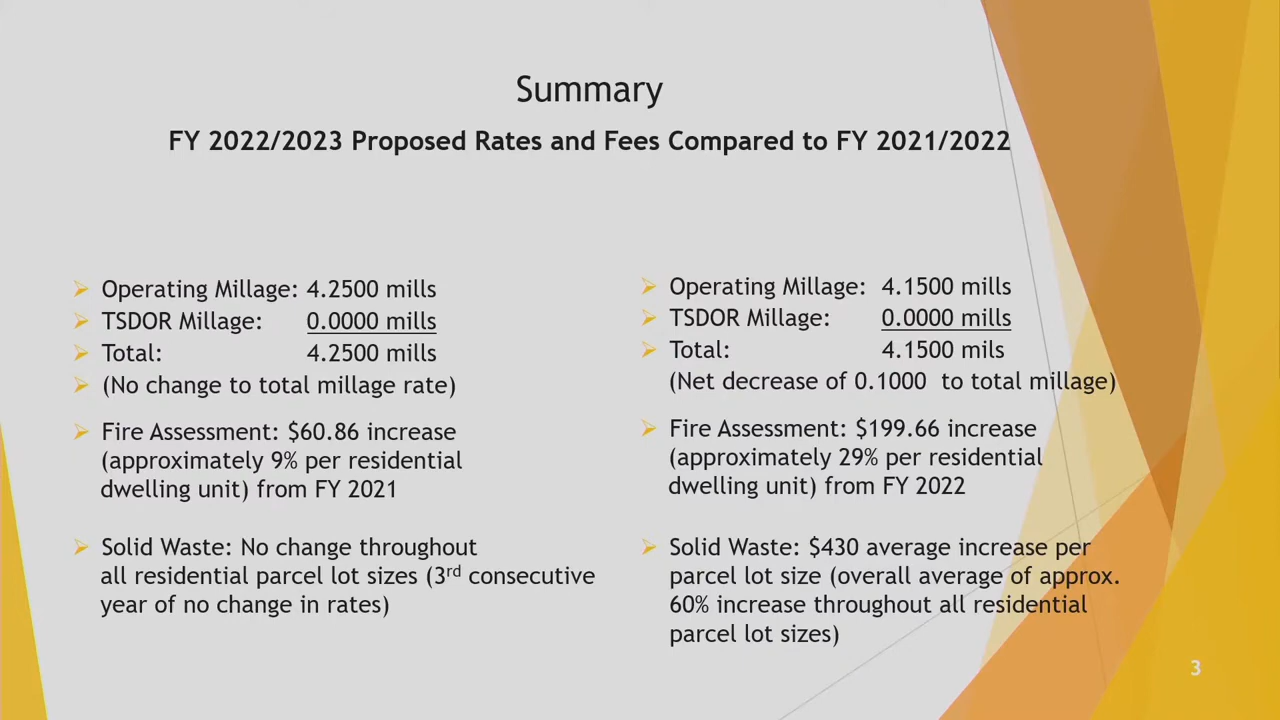 Summary
FY 2022/2023 Proposed Rates and Fees Compared to FY 2021/2022
Operating Millage: 4.2500 mills
TSDOR Millage: 0.0000 mills
Total: 4.2500 mills
(No change to total millage rate)
Fire Assessment: $60.86 increase
(approximately 9% per residential
dwelling unit) from FY 2021
Solid Waste: No change throughout
all residential parcel lot sizes (3rd consecutive
year of no change in rates)
Operating Millage: 4.1500 mills
TSDOR Millage: 0.0000 mills
Total: 4.1500 mils
(Net decrease of 0.1000 to total millage)
Fire Assessment: $199.66 increase
(approximately 29% per residential
dwelling unit) from FY 2022
Solid Waste: $430 average increase per
parcel lot size (overall average of approx.
60% increase throughout all residential
parcel lot sizes)
3